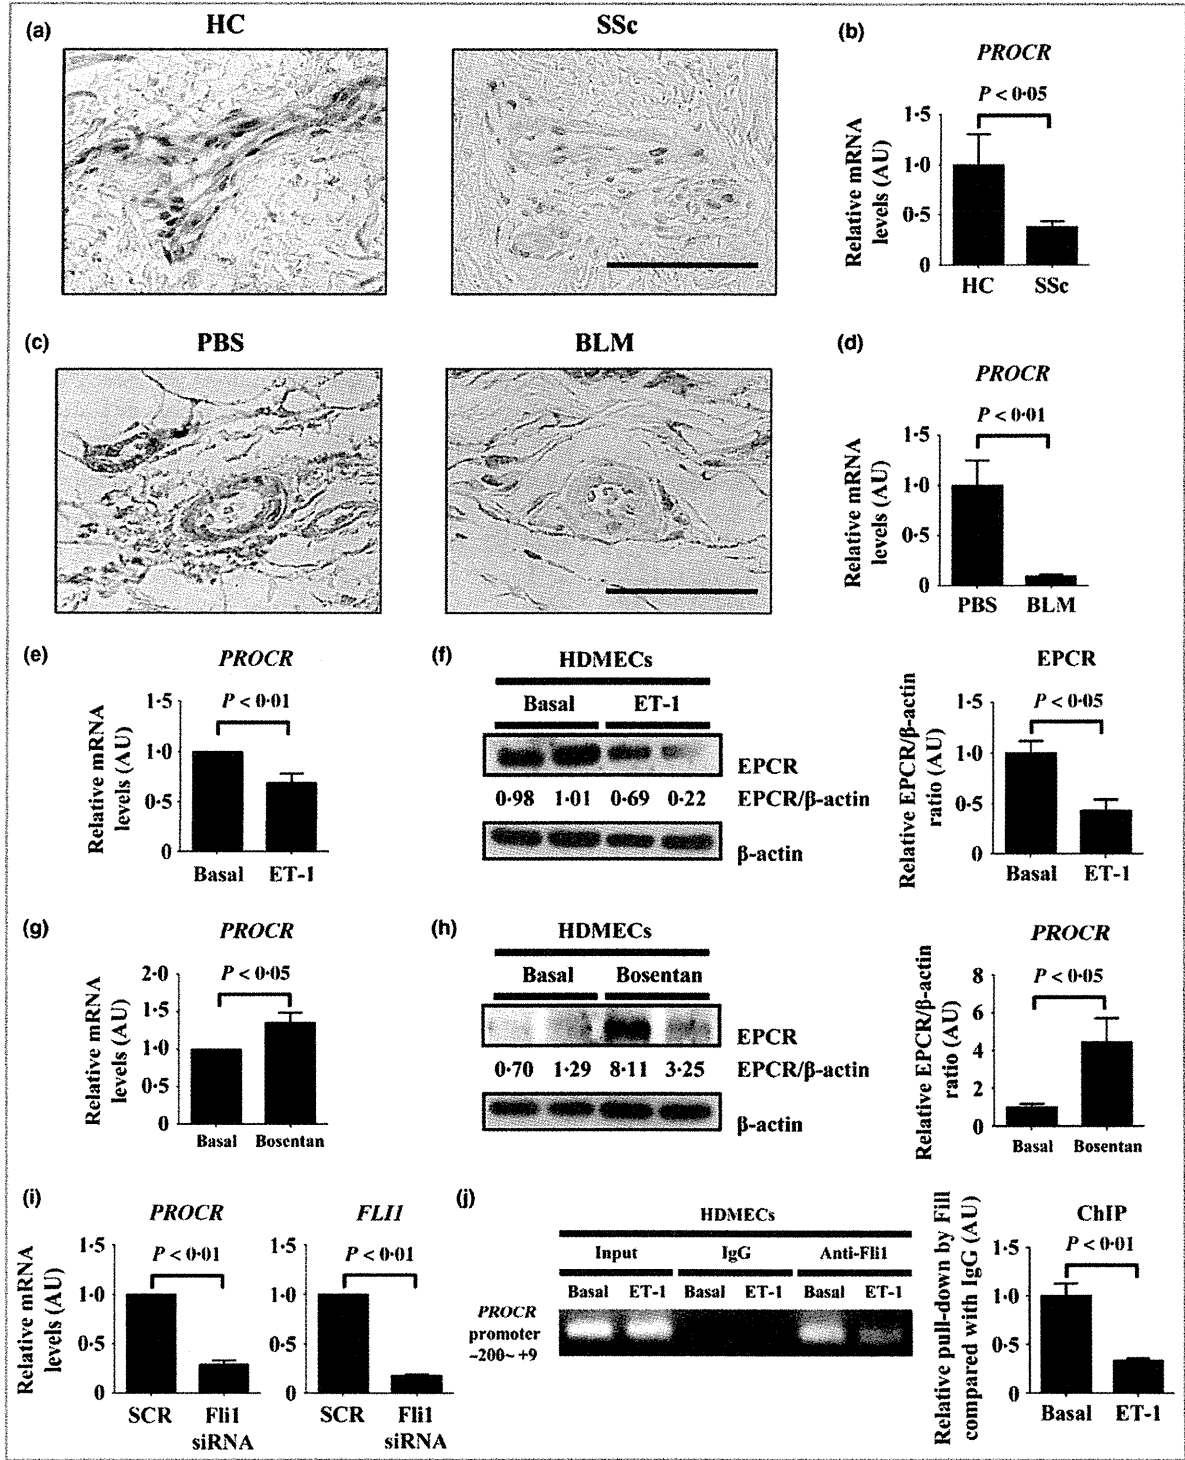 (a)
HC
SSc
(b)
PROCR
P < 0·05
Relative mRNA
levels (AU)
1·5
1·0
0·5
0
HC SSc
(c)
PBS
BLM
(d)
PROCR
P < 0·01
Relative mRNA
levels (AU)
1·5
1·0
0·5
0
PBS BLM
(e)
PROCR
P < 0·01
Relative mRNA
levels (AU)
1·5
1·0
0·5
0
Basal ET-1
(f)
HDMECs
Basal ET-1
EPCR
0·98 1·01 0·69 0·22 EPCR/β-actin
β-actin
EPCR
P < 0·05
Relative EPCR/β-actin
ratio (AU)
1·5
1·0
0·5
0
Basal ET-1
(g)
PROCR
P < 0·05
Relative mRNA
levels (AU)
2·0
1·5
1·0
0·5
0
Basal Bosentan
(h)
HDMECs
Basal Bosentan
EPCR
0·70 1·29 8·11 3·25 EPCR/β-actin
β-actin
PROCR
P < 0·05
Relative EPCR/β-actin
ratio (AU)
8
6
4
2
0
Basal Bosentan
(i)
PROCR
P < 0·01
Relative mRNA
levels (AU)
1·5
1·0
0·5
0
SCR Fli1
siRNA
FLI1
P < 0·01
1·5
1·0
0·5
0
SCR Fli1
siRNA
(j)
HDMECs
Input IgG Anti-Fli1
Basal ET-1 Basal ET-1 Basal ET-1
PROCR
promoter
-200~ +9
ChIP
P < 0·01
Relative pull-down by Fli1
compared with IgG (AU)
1·5
1·0
0·5
0
Basal ET-1